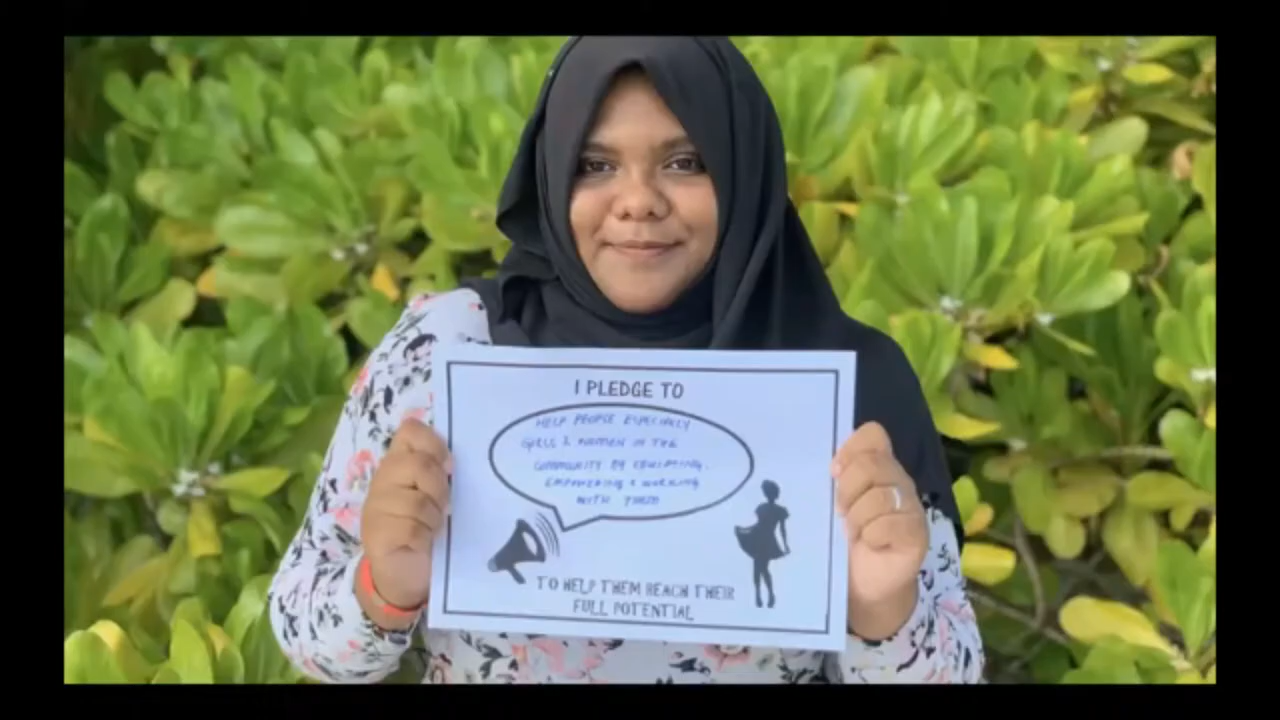 I PLEDGE TO
HELP PEOPLE ESPECIALLY
GIRLS & WOMEN IN THE
COMMUNITY BY EDUCATING,
EMPOWERING & WORKING
WITH THEM
TO HELP THEM REACH THEIR
FULL POTENTIAL